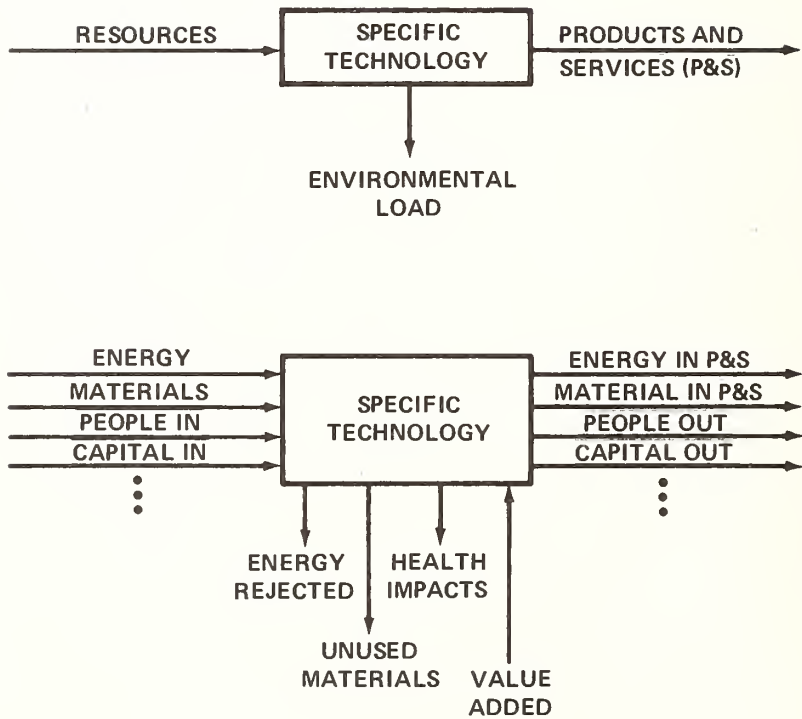 RESOURCES
SPECIFIC
TECHNOLOGY
PRODUCTS AND
SERVICES (P&S)
ENVIRONMENTAL
LOAD
ENERGY
MATERIALS
PEOPLE IN
CAPITAL IN
SPECIFIC
TECHNOLOGY
ENERGY IN P&S
MATERIAL IN P&S
PEOPLE OUT
CAPITAL OUT
ENERGY
REJECTED
HEALTH
IMPACTS
UNUSED
MATERIALS
VALUE
ADDED